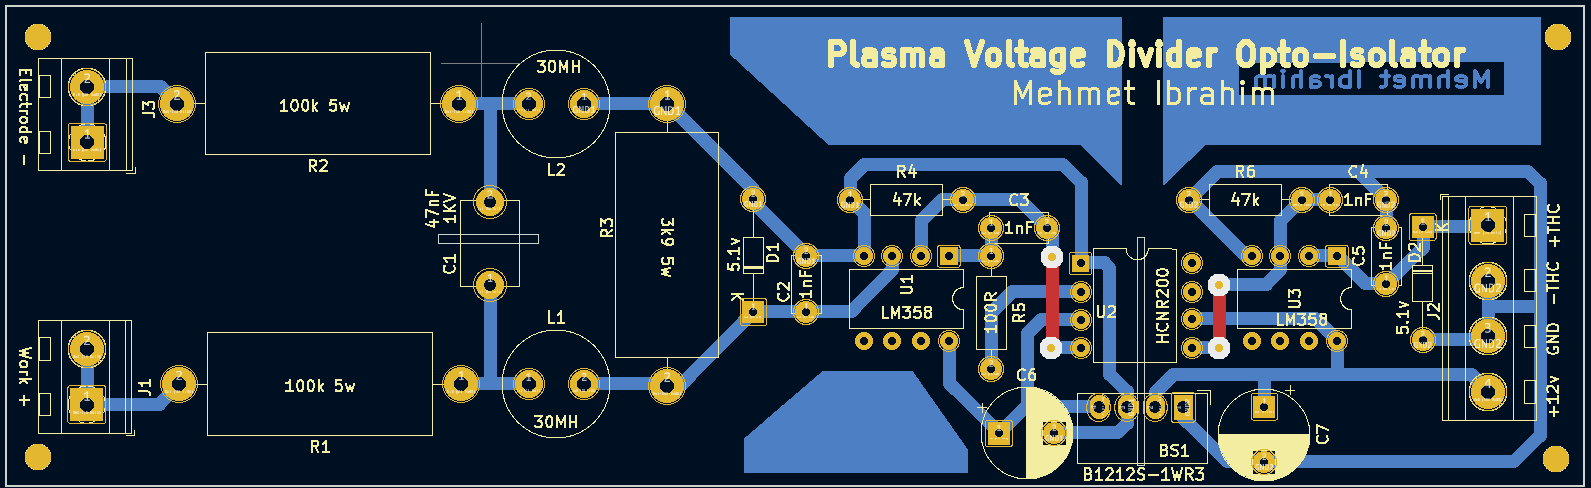 Plasma Voltage Divider Opto-Isolator
Mehmet Ibrahim
Mehmet Ibrahim
Electrode -
J3
100k 5w
R2
30MH
L2
GND1
47nF
1KV
C1
R3
3k9 5w
5.1v
D1
K
C2
1nF
R4
47k
C3
1nF
U1
LM358
100R
R5
U2
HCNR200
R6
47k
C4
1nF
C5
1nF
D2
K
5.1v
J2
U3
LM358
+THC
-THC
GND
+12v
GND2
GND2
Work +
J1
100k 5w
R1
L1
30MH
C6
BS1
B1212S-1WR3
C7